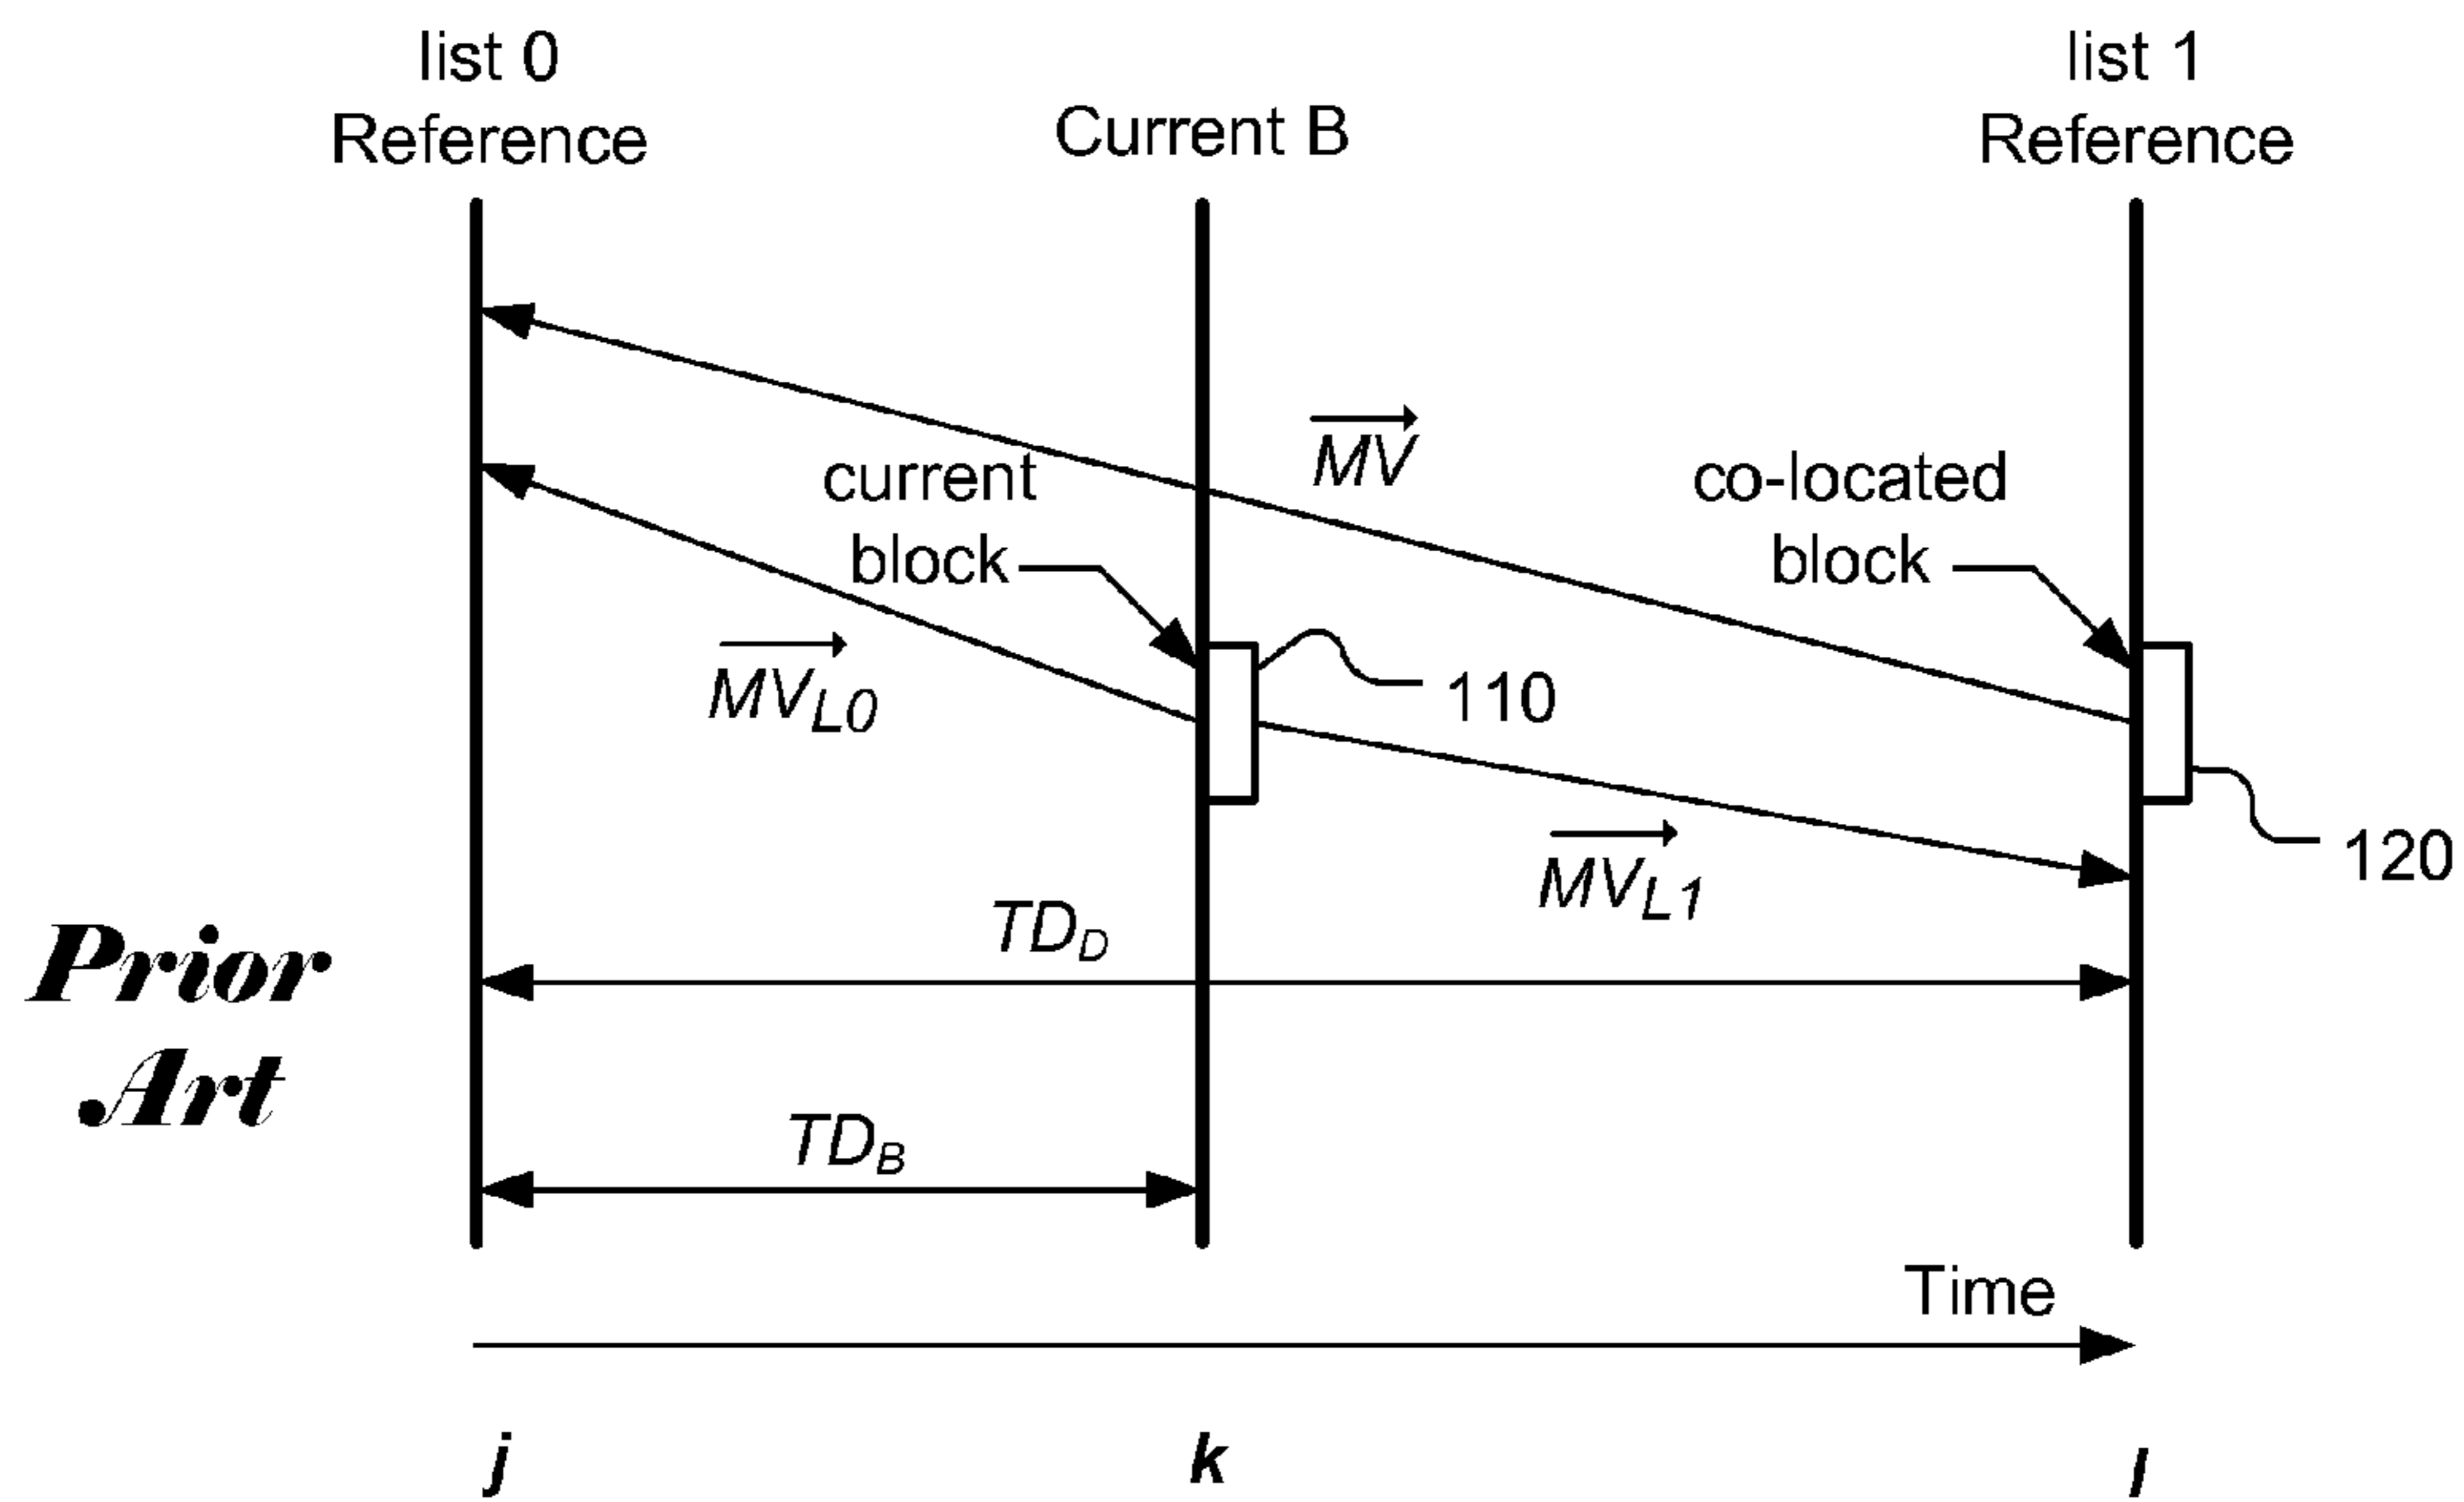 list 0
Reference
Current B
list 1
Reference
MV
current
block
co-located
block
MV_L0
110
MV_L1
120
TD_D
Prior
Art
TD_B
Time
j
k
l